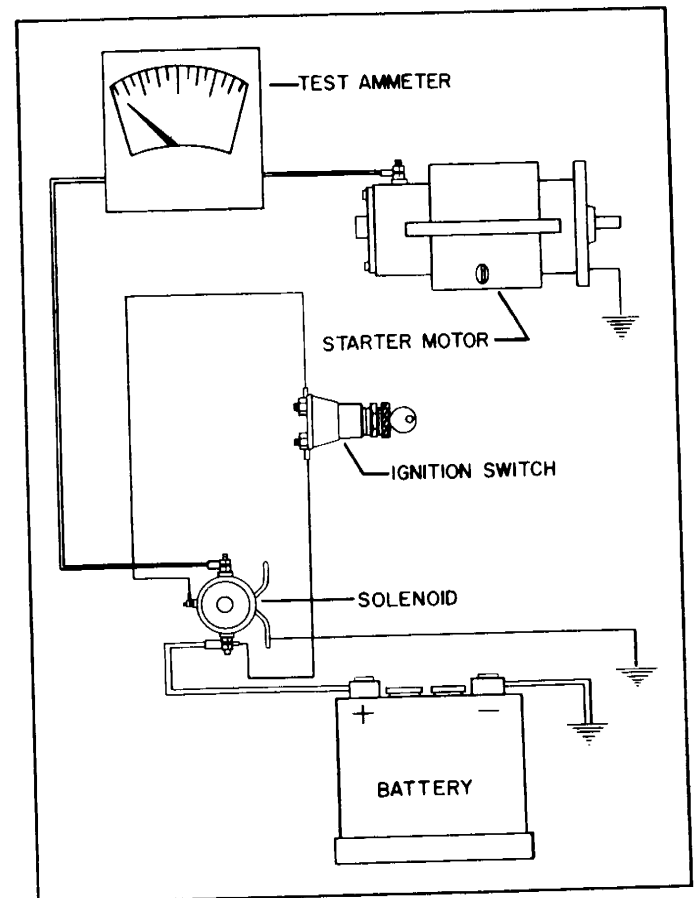 TEST AMMETER
STARTER MOTOR
IGNITION SWITCH
SOLENOID
+ −
BATTERY